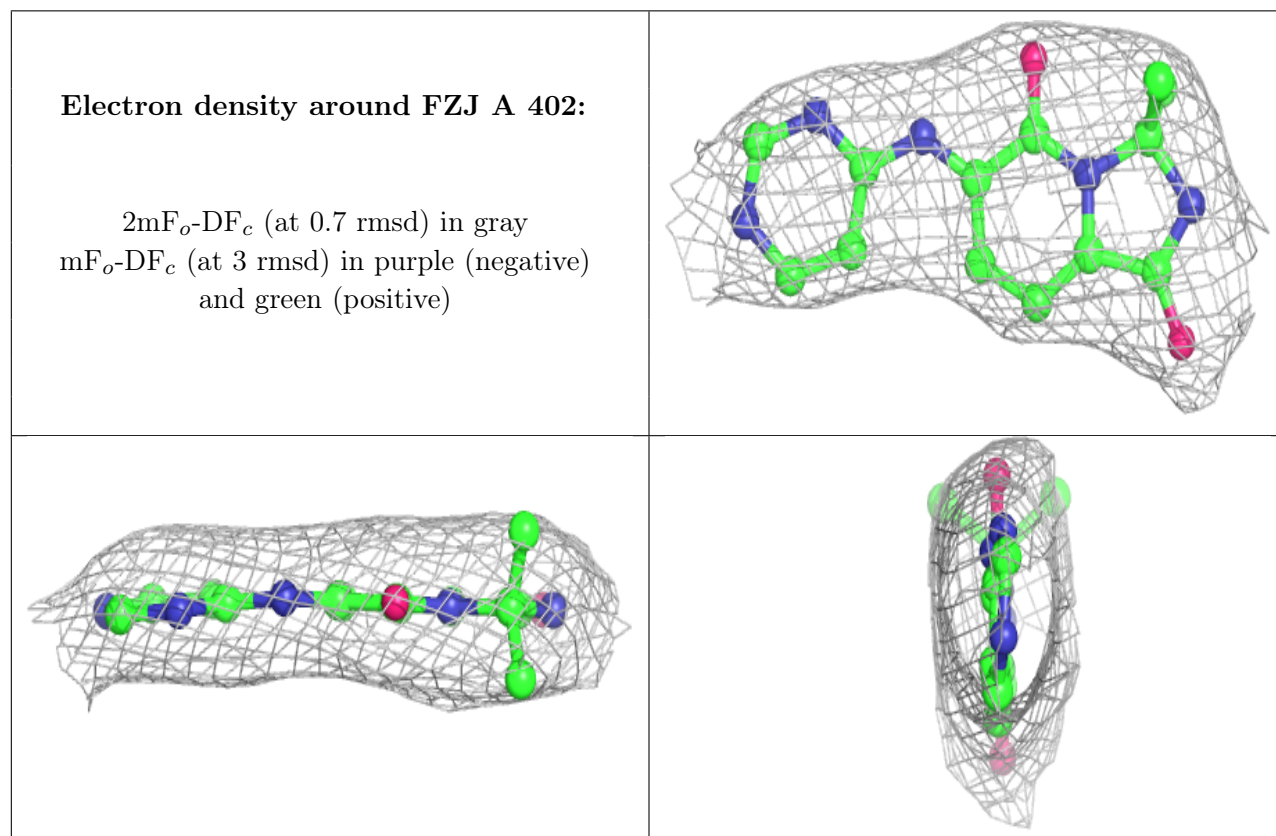 Electron density around FZJ A 402:
2mFo-DFc (at 0.7 rmsd) in gray
mFo-DFc (at 3 rmsd) in purple (negative)
and green (positive)